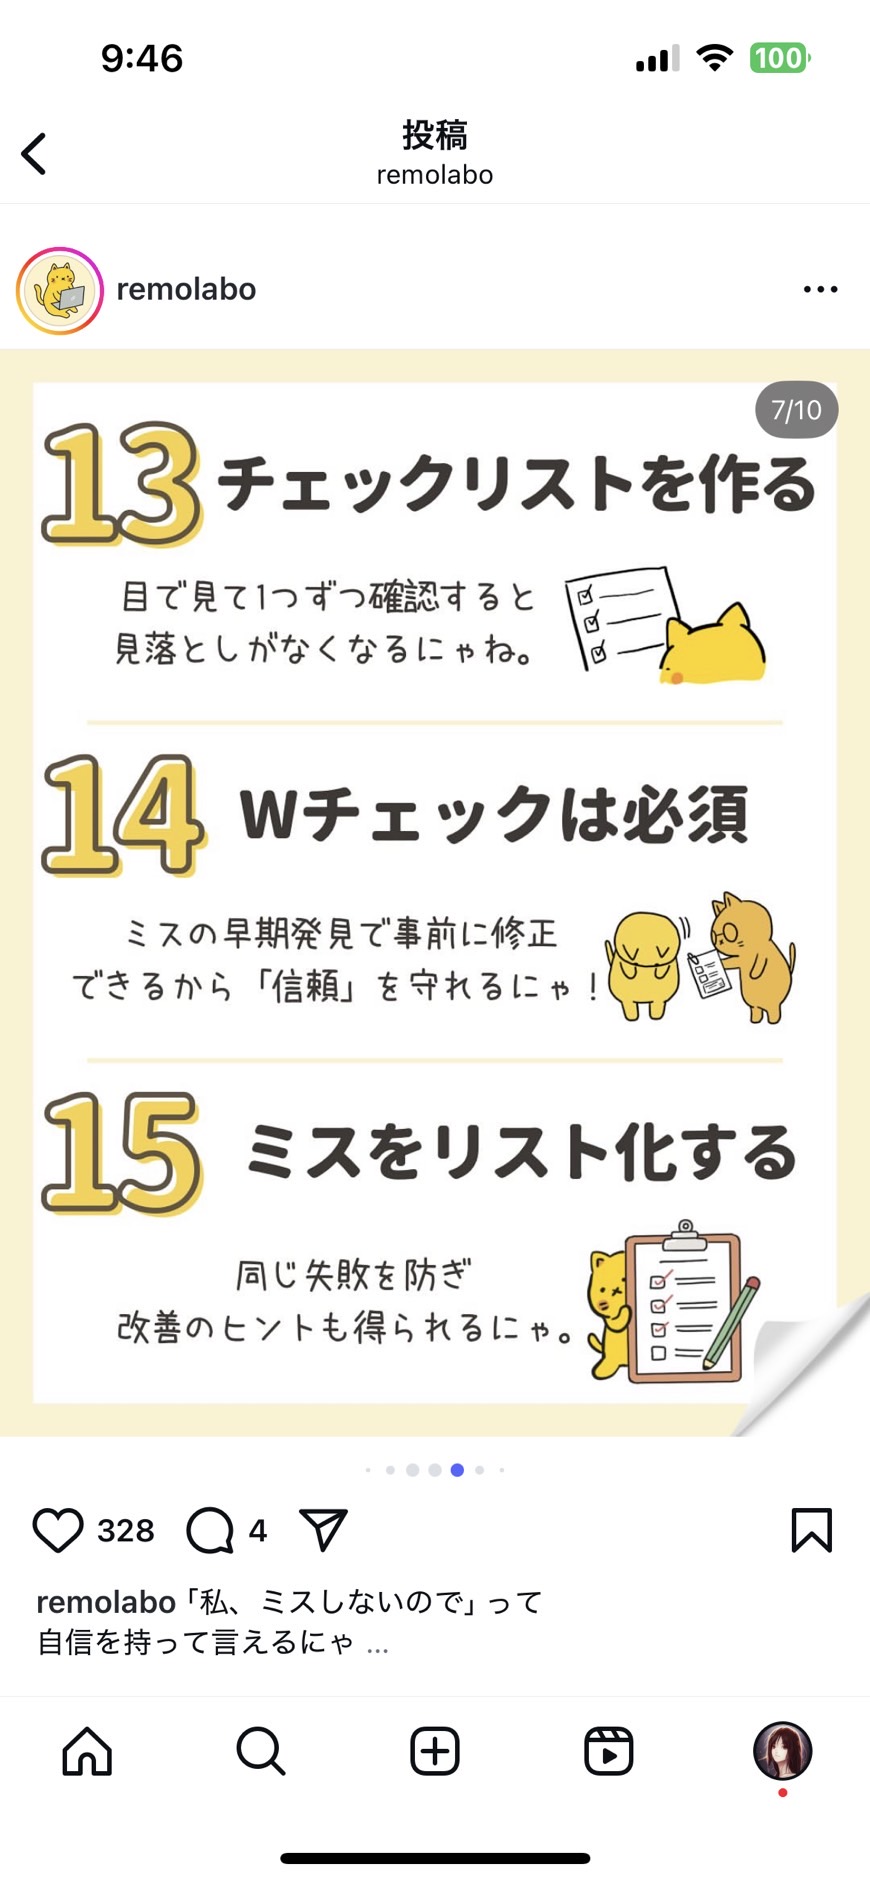 9:46
100
投稿
remolabo
remolabo
7/10
13 チェックリストを作る
目で見て1つずつ確認すると
見落としがなくなるにゃね。
14 Wチェックは必須
ミスの早期発見で事前に修正
できるから「信頼」を守れるにゃ！
15 ミスをリスト化する
同じ失敗を防ぎ
改善のヒントも得られるにゃ。
328 4
remolabo「私、ミスしないので」って
自信を持って言えるにゃ ...